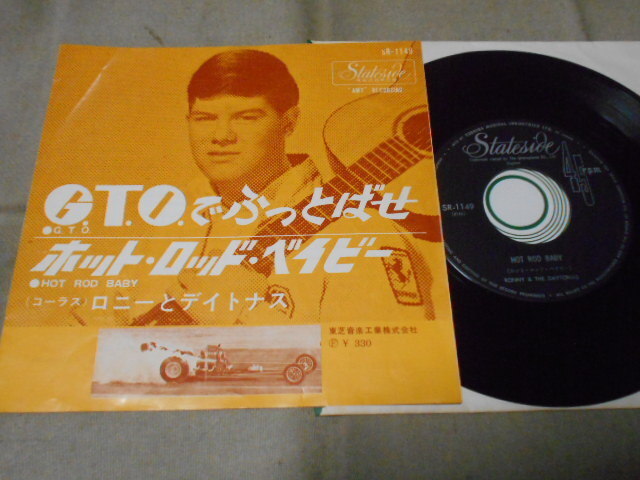 SR-1149
Stateside
RECORDING
G.T.O.でふっとばせ
●G.T.O.
ホット・ロッド・ベイビー
●HOT ROD BABY
(コーラス) ロニーとデイトナス
東芝音楽工業株式会社
Ⓟ ¥ 330
Stateside
rpm
SR-1149
HOT ROD BABY
RONNY & THE DAYTONAS